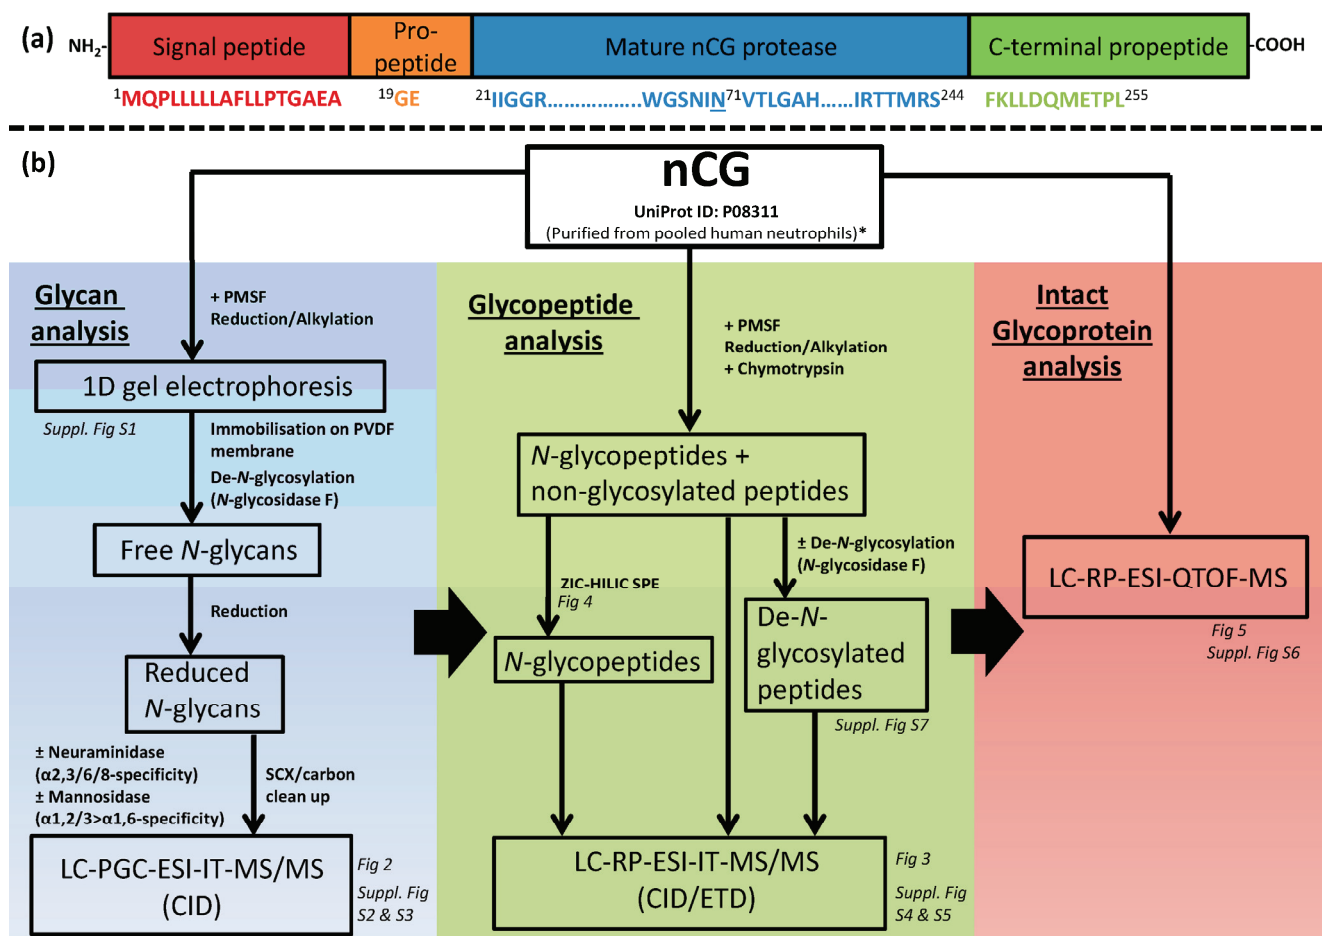 (a)
NH2-
Signal peptide
Pro-
peptide
Mature nCG protease
C-terminal propeptide
-COOH
1MQPLLLLLAFLLPTGAEA
19GE
21IIGGR……………..WGSNIN71VTLGAH……IRTTMRS244
FKLLDQMETPL255
(b)
nCG
UniProt ID: P08311
(Purified from pooled human neutrophils)*
Glycan
analysis
+ PMSF
Reduction/Alkylation
1D gel electrophoresis
Suppl. Fig S1
Immobilisation on PVDF
membrane
De-N-glycosylation
(N-glycosidase F)
Free N-glycans
Reduction
Reduced
N-glycans
± Neuraminidase
(α2,3/6/8-specificity)
± Mannosidase
(α1,2/3>α1,6-specificity)
SCX/carbon
clean up
LC-PGC-ESI-IT-MS/MS
(CID)
Fig 2
Suppl. Fig
S2 & S3
Glycopeptide
analysis
+ PMSF
Reduction/Alkylation
+ Chymotrypsin
N-glycopeptides +
non-glycosylated peptides
ZIC-HILIC SPE
Fig 4
± De-N-glycosylation
(N-glycosidase F)
N-glycopeptides
De-N-
glycosylated
peptides
Suppl. Fig S7
LC-RP-ESI-IT-MS/MS
(CID/ETD)
Fig 3
Suppl. Fig
S4 & S5
Intact
Glycoprotein
analysis
LC-RP-ESI-QTOF-MS
Fig 5
Suppl. Fig S6